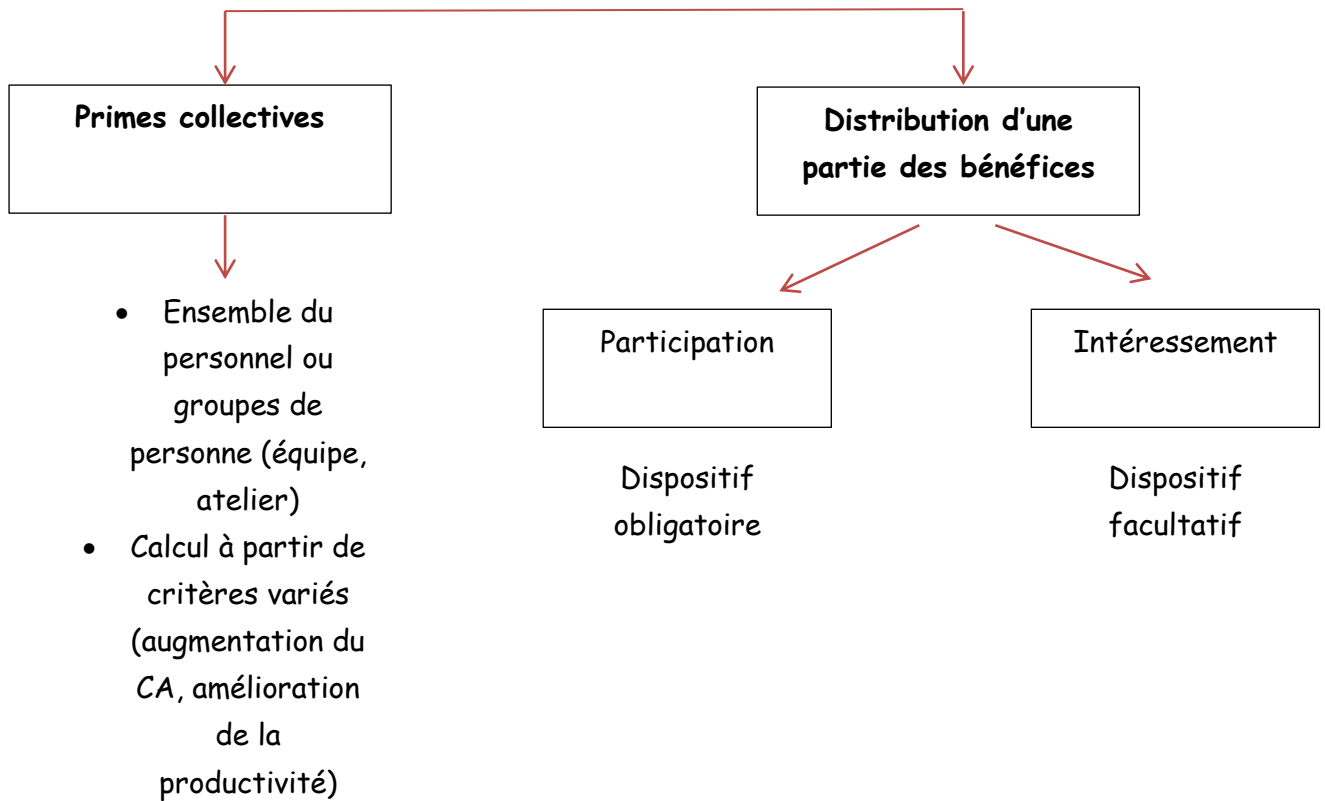 Primes collectives
• Ensemble du
personnel ou
groupes de
personne (équipe,
atelier)
• Calcul à partir de
critères variés
(augmentation du
CA, amélioration
de la
productivité)
Distribution d'une
partie des bénéfices
Participation
Dispositif
obligatoire
Intéressement
Dispositif
facultatif